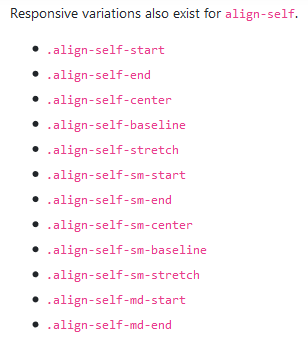 Responsive variations also exist for align-self.
.align-self-start
.align-self-end
.align-self-center
.align-self-baseline
.align-self-stretch
.align-self-sm-start
.align-self-sm-end
.align-self-sm-center
.align-self-sm-baseline
.align-self-sm-stretch
.align-self-md-start
.align-self-md-end